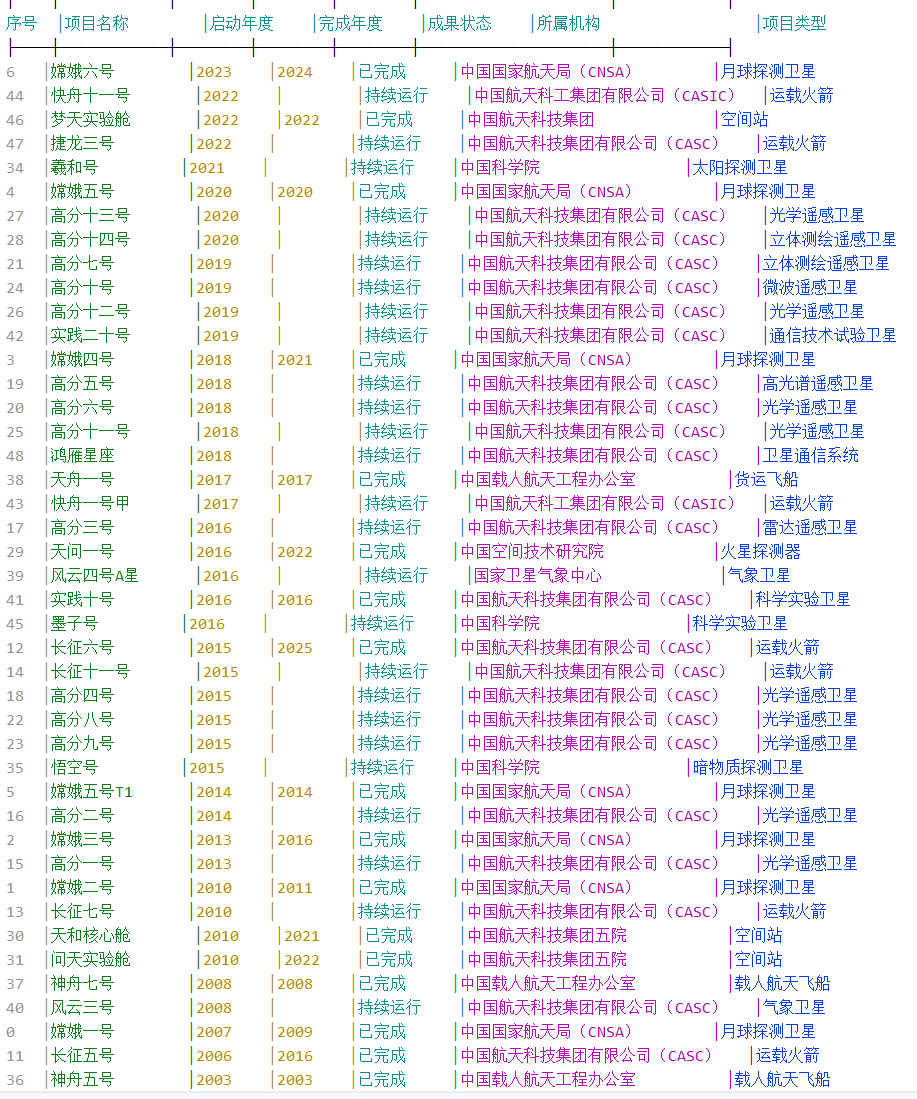 序号 │项目名称 │启动年度 │完成年度 │成果状态 │所属机构 │项目类型
6 │嫦娥六号 │2023 │2024 │已完成 │中国国家航天局（CNSA） │月球探测卫星
44 │快舟十一号 │2022 │ │持续运行 │中国航天科工集团有限公司（CASIC） │运载火箭
46 │梦天实验舱 │2022 │2022 │已完成 │中国航天科技集团 │空间站
47 │捷龙三号 │2022 │ │持续运行 │中国航天科技集团有限公司（CASC） │运载火箭
34 │羲和号 │2021 │ │持续运行 │中国科学院 │太阳探测卫星
4 │嫦娥五号 │2020 │2020 │已完成 │中国国家航天局（CNSA） │月球探测卫星
27 │高分十三号 │2020 │ │持续运行 │中国航天科技集团有限公司（CASC） │光学遥感卫星
28 │高分十四号 │2020 │ │持续运行 │中国航天科技集团有限公司（CASC） │立体测绘遥感卫星
21 │高分七号 │2019 │ │持续运行 │中国航天科技集团有限公司（CASC） │立体测绘遥感卫星
24 │高分十号 │2019 │ │持续运行 │中国航天科技集团有限公司（CASC） │微波遥感卫星
26 │高分十二号 │2019 │ │持续运行 │中国航天科技集团有限公司（CASC） │光学遥感卫星
42 │实践二十号 │2019 │ │持续运行 │中国航天科技集团有限公司（CASC） │通信技术试验卫星
3 │嫦娥四号 │2018 │2021 │已完成 │中国国家航天局（CNSA） │月球探测卫星
19 │高分五号 │2018 │ │持续运行 │中国航天科技集团有限公司（CASC） │高光谱遥感卫星
20 │高分六号 │2018 │ │持续运行 │中国航天科技集团有限公司（CASC） │光学遥感卫星
25 │高分十一号 │2018 │ │持续运行 │中国航天科技集团有限公司（CASC） │光学遥感卫星
48 │鸿雁星座 │2018 │ │持续运行 │中国航天科技集团有限公司（CASC） │卫星通信系统
38 │天舟一号 │2017 │2017 │已完成 │中国载人航天工程办公室 │货运飞船
43 │快舟一号甲 │2017 │ │持续运行 │中国航天科工集团有限公司（CASIC） │运载火箭
17 │高分三号 │2016 │ │持续运行 │中国航天科技集团有限公司（CASC） │雷达遥感卫星
29 │天问一号 │2016 │2022 │已完成 │中国空间技术研究院 │火星探测器
39 │风云四号A星 │2016 │ │持续运行 │国家卫星气象中心 │气象卫星
41 │实践十号 │2016 │2016 │已完成 │中国航天科技集团有限公司（CASC） │科学实验卫星
45 │墨子号 │2016 │ │持续运行 │中国科学院 │科学实验卫星
12 │长征六号 │2015 │2025 │已完成 │中国航天科技集团有限公司（CASC） │运载火箭
14 │长征十一号 │2015 │ │持续运行 │中国航天科技集团有限公司（CASC） │运载火箭
18 │高分四号 │2015 │ │持续运行 │中国航天科技集团有限公司（CASC） │光学遥感卫星
22 │高分八号 │2015 │ │持续运行 │中国航天科技集团有限公司（CASC） │光学遥感卫星
23 │高分九号 │2015 │ │持续运行 │中国航天科技集团有限公司（CASC） │光学遥感卫星
35 │悟空号 │2015 │ │持续运行 │中国科学院 │暗物质探测卫星
5 │嫦娥五号T1 │2014 │2014 │已完成 │中国国家航天局（CNSA） │月球探测卫星
16 │高分二号 │2014 │ │持续运行 │中国航天科技集团有限公司（CASC） │光学遥感卫星
2 │嫦娥三号 │2013 │2016 │已完成 │中国国家航天局（CNSA） │月球探测卫星
15 │高分一号 │2013 │ │持续运行 │中国航天科技集团有限公司（CASC） │光学遥感卫星
1 │嫦娥二号 │2010 │2011 │已完成 │中国国家航天局（CNSA） │月球探测卫星
13 │长征七号 │2010 │ │持续运行 │中国航天科技集团有限公司（CASC） │运载火箭
30 │天和核心舱 │2010 │2021 │已完成 │中国航天科技集团五院 │空间站
31 │问天实验舱 │2010 │2022 │已完成 │中国航天科技集团五院 │空间站
37 │神舟七号 │2008 │2008 │已完成 │中国载人航天工程办公室 │载人航天飞船
40 │风云三号 │2008 │ │持续运行 │中国航天科技集团有限公司（CASC） │气象卫星
0 │嫦娥一号 │2007 │2009 │已完成 │中国国家航天局（CNSA） │月球探测卫星
11 │长征五号 │2006 │2016 │已完成 │中国航天科技集团有限公司（CASC） │运载火箭
36 │神舟五号 │2003 │2003 │已完成 │中国载人航天工程办公室 │载人航天飞船